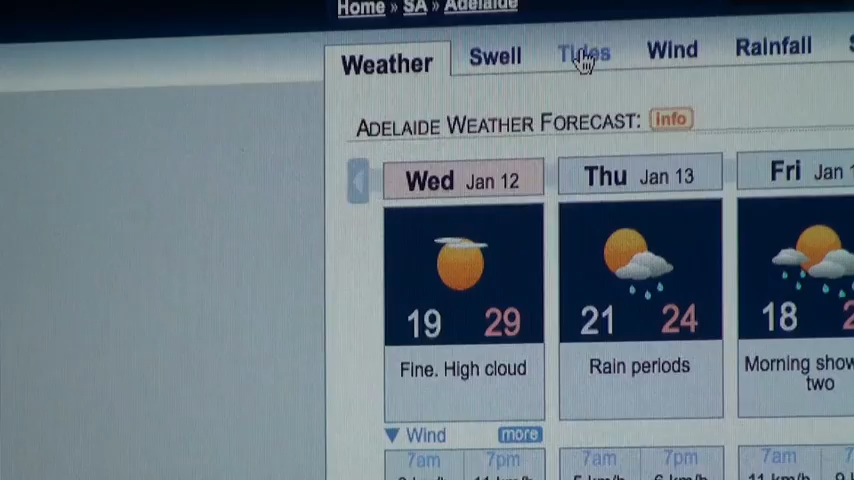 Home » SA » Adelaide
Weather Swell Tides Wind Rainfall
ADELAIDE WEATHER FORECAST: info
Wed Jan 12 Thu Jan 13 Fri Jan
19 29 21 24 18
Fine. High cloud Rain periods Morning
two
Wind more
7am 7pm 7am 7pm 7am